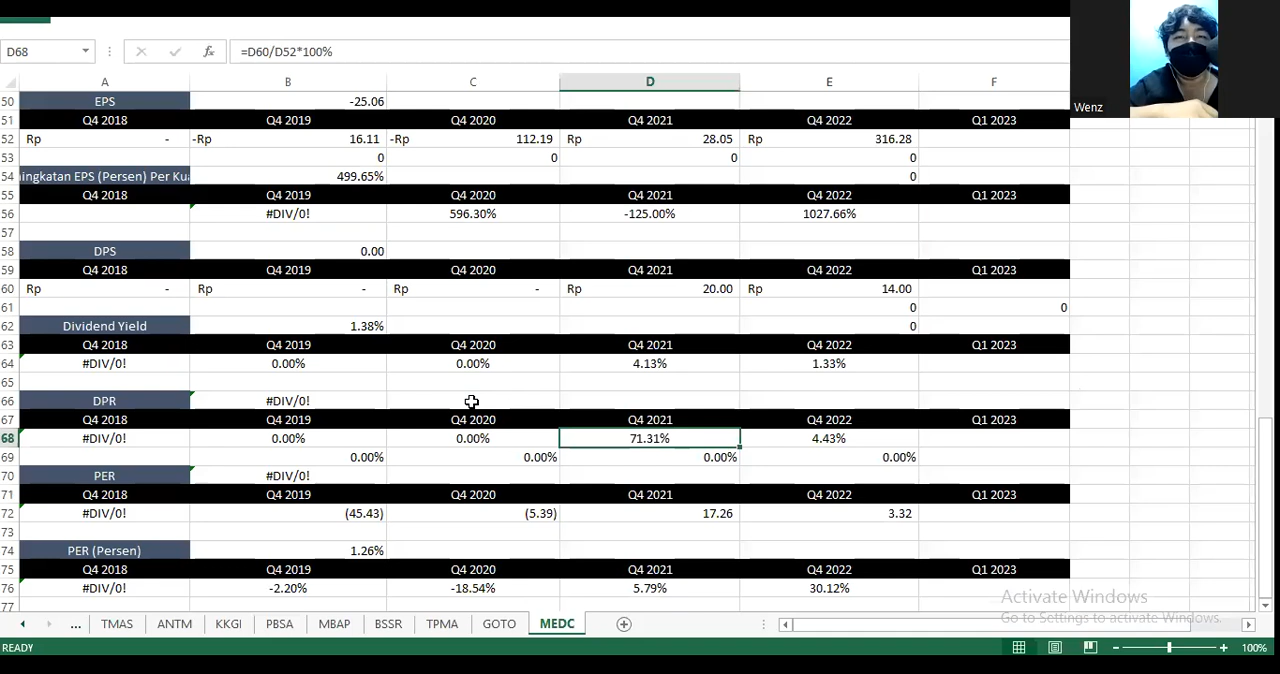 D68 fx =D60/D52*100%
Wenz
A B C D E F
50 EPS -25.06
51 Q4 2018 Q4 2019 Q4 2020 Q4 2021 Q4 2022 Q1 2023
52 Rp - -Rp 16.11 -Rp 112.19 Rp 28.05 Rp 316.28
53 0 0 0 0
54 ningkatan EPS (Persen) Per Kua 499.65% 0
55 Q4 2018 Q4 2019 Q4 2020 Q4 2021 Q4 2022 Q1 2023
56 #DIV/0! 596.30% -125.00% 1027.66%
57
58 DPS 0.00
59 Q4 2018 Q4 2019 Q4 2020 Q4 2021 Q4 2022 Q1 2023
60 Rp - Rp - Rp - Rp 20.00 Rp 14.00
61 0 0
62 Dividend Yield 1.38% 0
63 Q4 2018 Q4 2019 Q4 2020 Q4 2021 Q4 2022 Q1 2023
64 #DIV/0! 0.00% 0.00% 4.13% 1.33%
65
66 DPR #DIV/0!
67 Q4 2018 Q4 2019 Q4 2020 Q4 2021 Q4 2022 Q1 2023
68 #DIV/0! 0.00% 0.00% 71.31% 4.43%
69 0.00% 0.00% 0.00% 0.00%
70 PER #DIV/0!
71 Q4 2018 Q4 2019 Q4 2020 Q4 2021 Q4 2022 Q1 2023
72 #DIV/0! (45.43) (5.39) 17.26 3.32
73
74 PER (Persen) 1.26%
75 Q4 2018 Q4 2019 Q4 2020 Q4 2021 Q4 2022 Q1 2023
76 #DIV/0! -2.20% -18.54% 5.79% 30.12%
77
Activate Windows
Go to Settings to activate Windows.
... TMAS ANTM KKGI PBSA MBAP BSSR TPMA GOTO MEDC
READY 100%